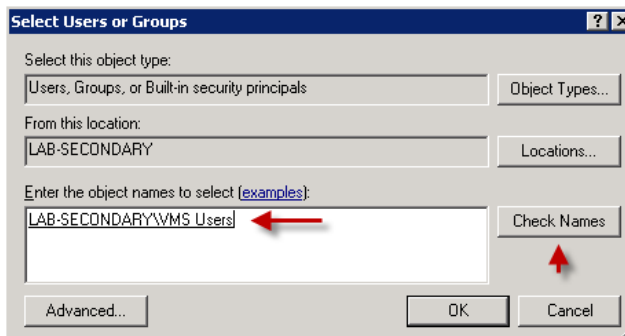 Select Users or Groups
Select this object type:
Users, Groups, or Built-in security principals
Object Types...
From this location:
LAB-SECONDARY
Locations...
Enter the object names to select (examples):
LAB-SECONDARY\VMS Users
Check Names
Advanced...
OK
Cancel